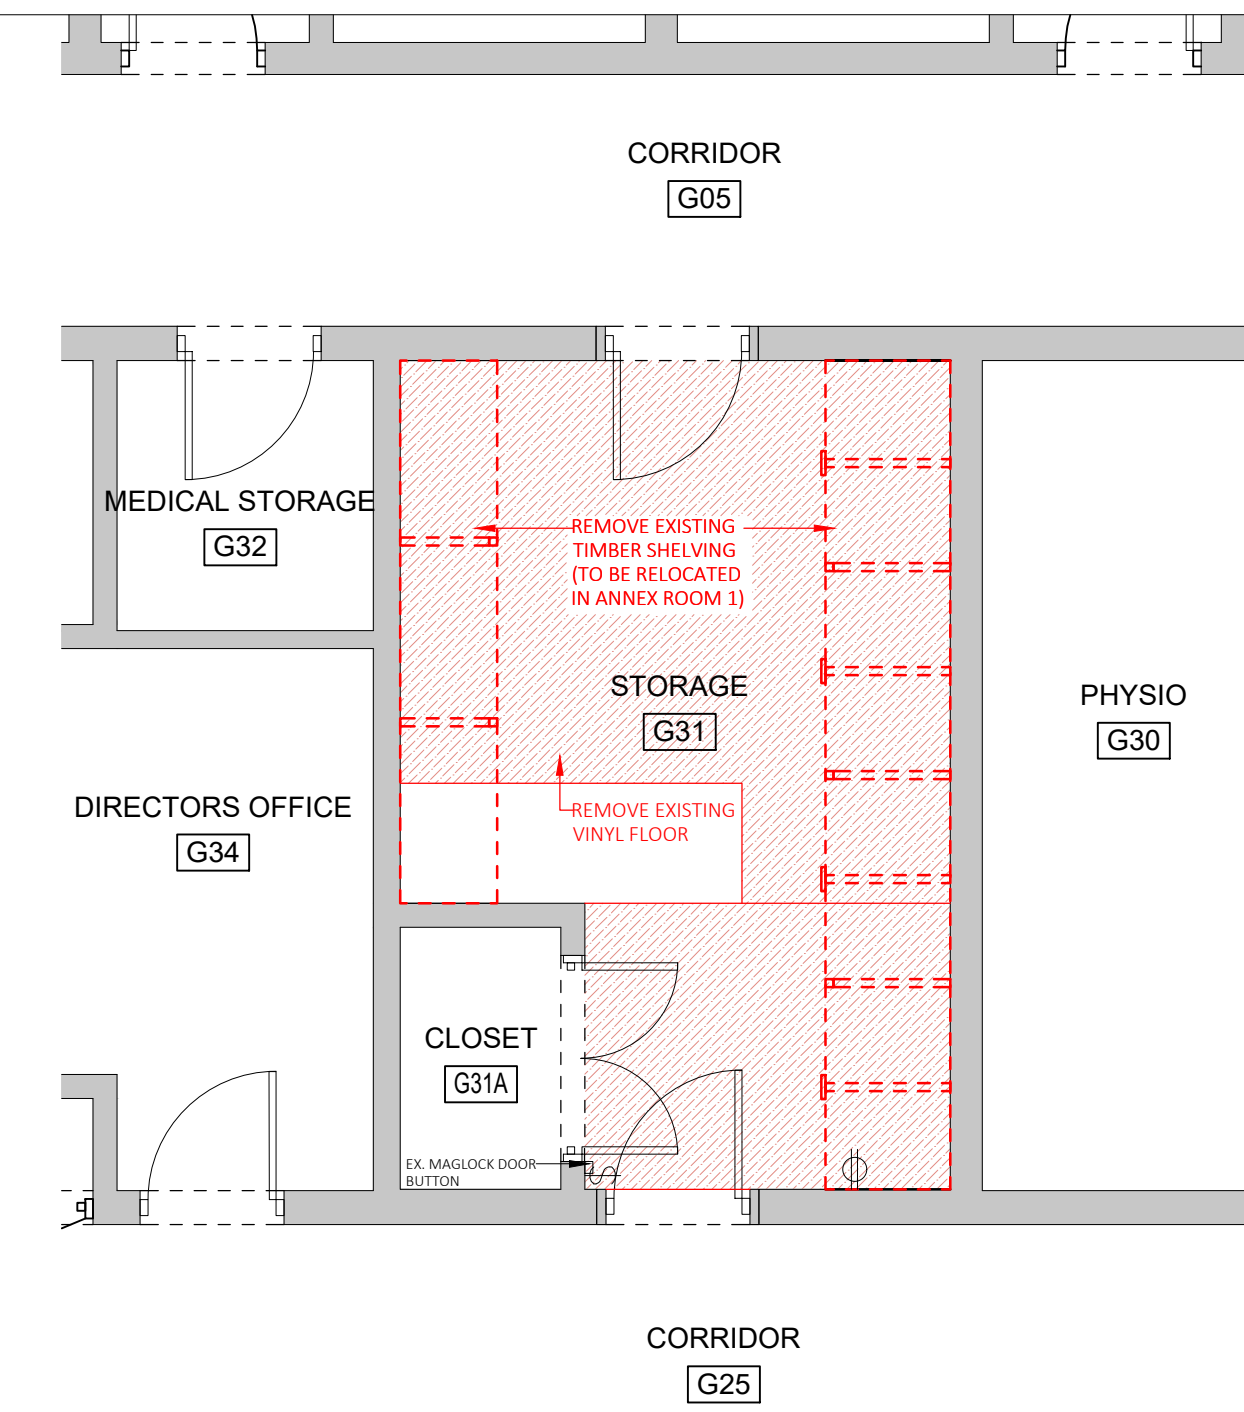 CORRIDOR
G05
MEDICAL STORAGE
G32
REMOVE EXISTING
TIMBER SHELVING
(TO BE RELOCATED
IN ANNEX ROOM 1)
STORAGE
G31
PHYSIO
G30
DIRECTORS OFFICE
G34
REMOVE EXISTING
VINYL FLOOR
CLOSET
G31A
EX. MAGLOCK DOOR
BUTTON
CORRIDOR
G25